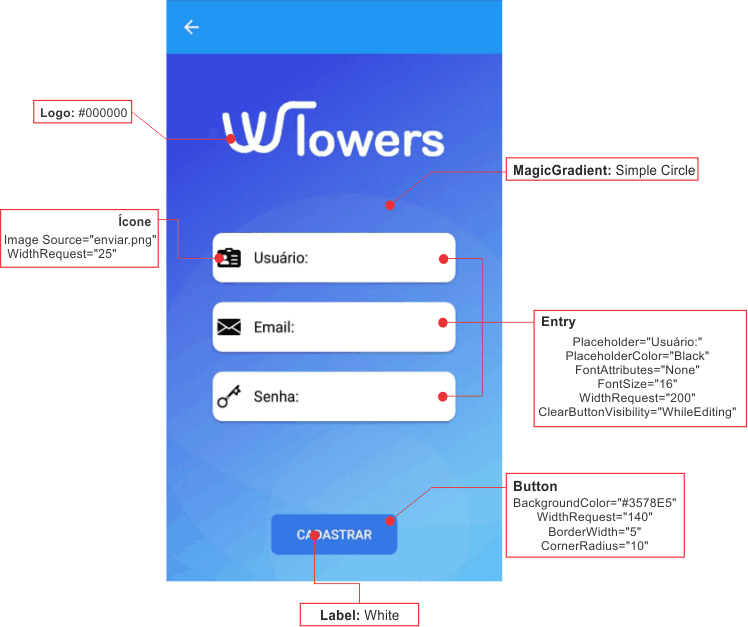 Logo: #000000
W Towers
MagicGradient: Simple Circle
Ícone
Image Source="enviar.png"
WidthRequest="25"
Usuário:
Email:
Senha:
Entry
Placeholder="Usuário:"
PlaceholderColor="Black"
FontAttributes="None"
FontSize="16"
WidthRequest="200"
ClearButtonVisibility="WhileEditing"
Button
BackgroundColor="#3578E5"
WidthRequest="140"
BorderWidth="5"
CornerRadius="10"
CADASTRAR
Label: White